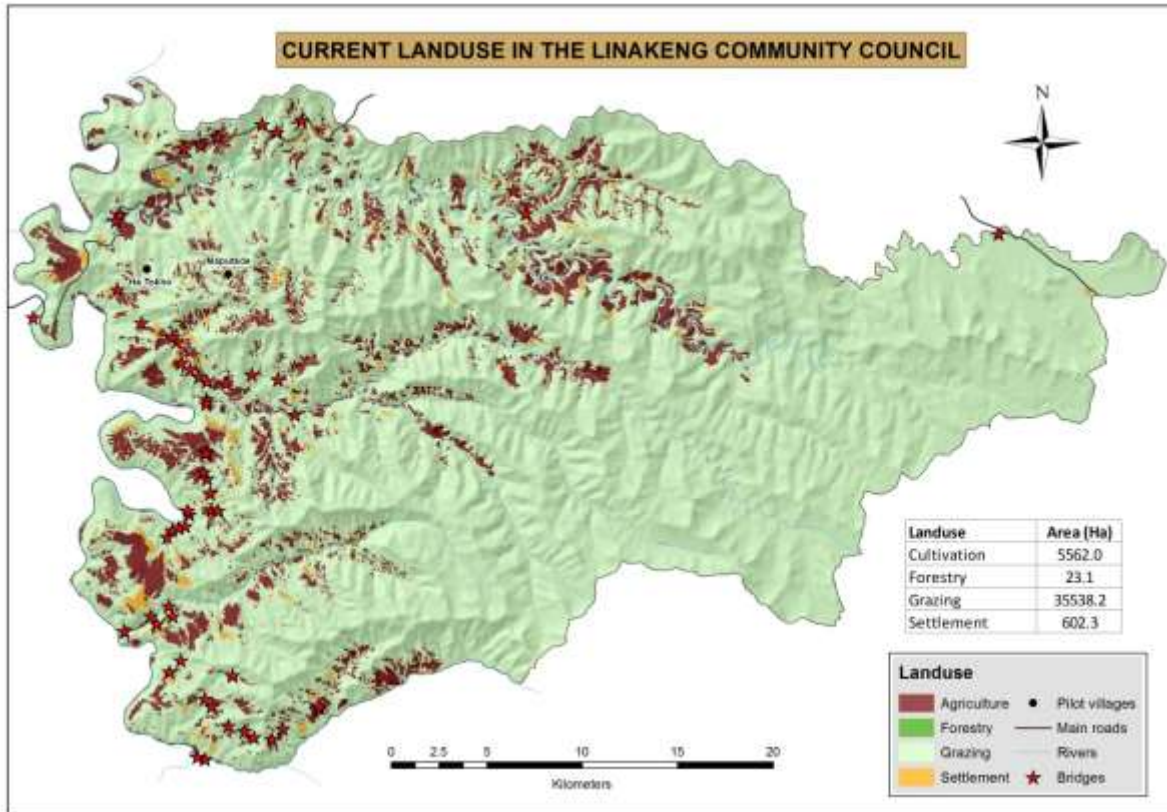 CURRENT LANDUSE IN THE LINAKENG COMMUNITY COUNCIL
N
Ha Tokiso
Landuse Area (Ha)
Cultivation 5562.0
Forestry 23.1
Grazing 35538.2
Settlement 602.3
Landuse
Agriculture Pilot villages
Forestry Main roads
Grazing Rivers
Settlement Bridges
0 2.5 5 10 15 20
Kilometers